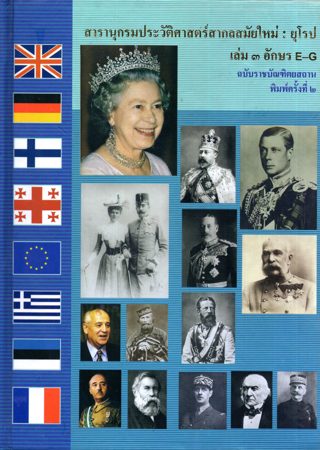 สารานุกรมประวัติศาสตร์สากลสมัยใหม่ : ยุโรป
เล่ม ๓ อักษร E–G
ฉบับราชบัณฑิตยสถาน
พิมพ์ครั้งที่ ๒